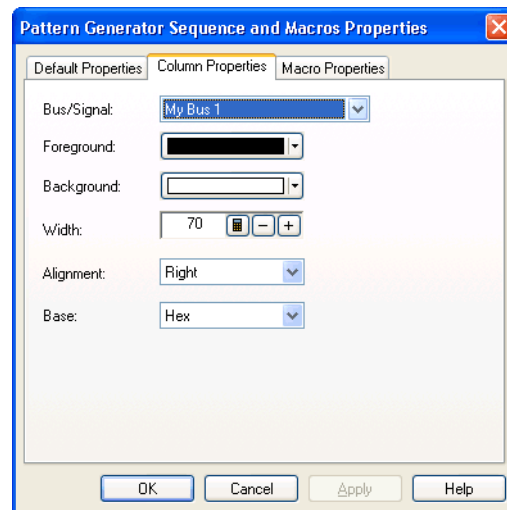 Pattern Generator Sequence and Macros Properties
Default Properties Column Properties Macro Properties
Bus/Signal: My Bus 1
Foreground:
Background:
Width: 70
Alignment: Right
Base: Hex
OK Cancel Apply Help